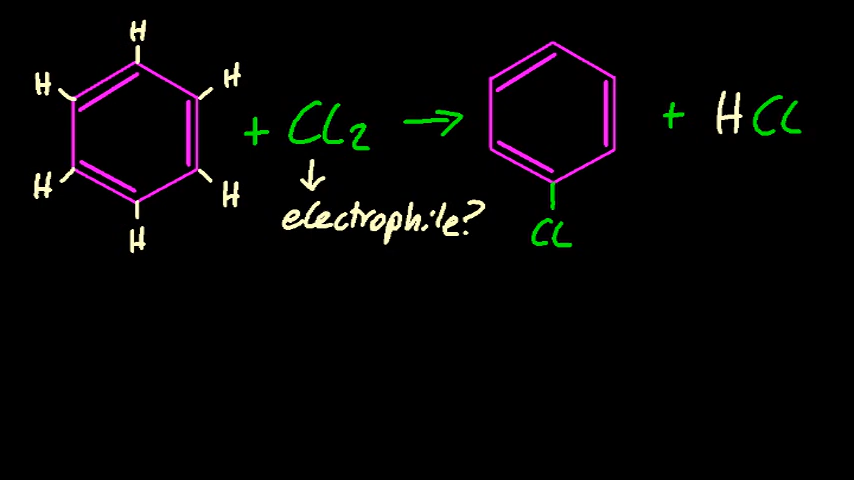 H
H H
+ Cl2 → + HCl
H H
electrophile?
H Cl